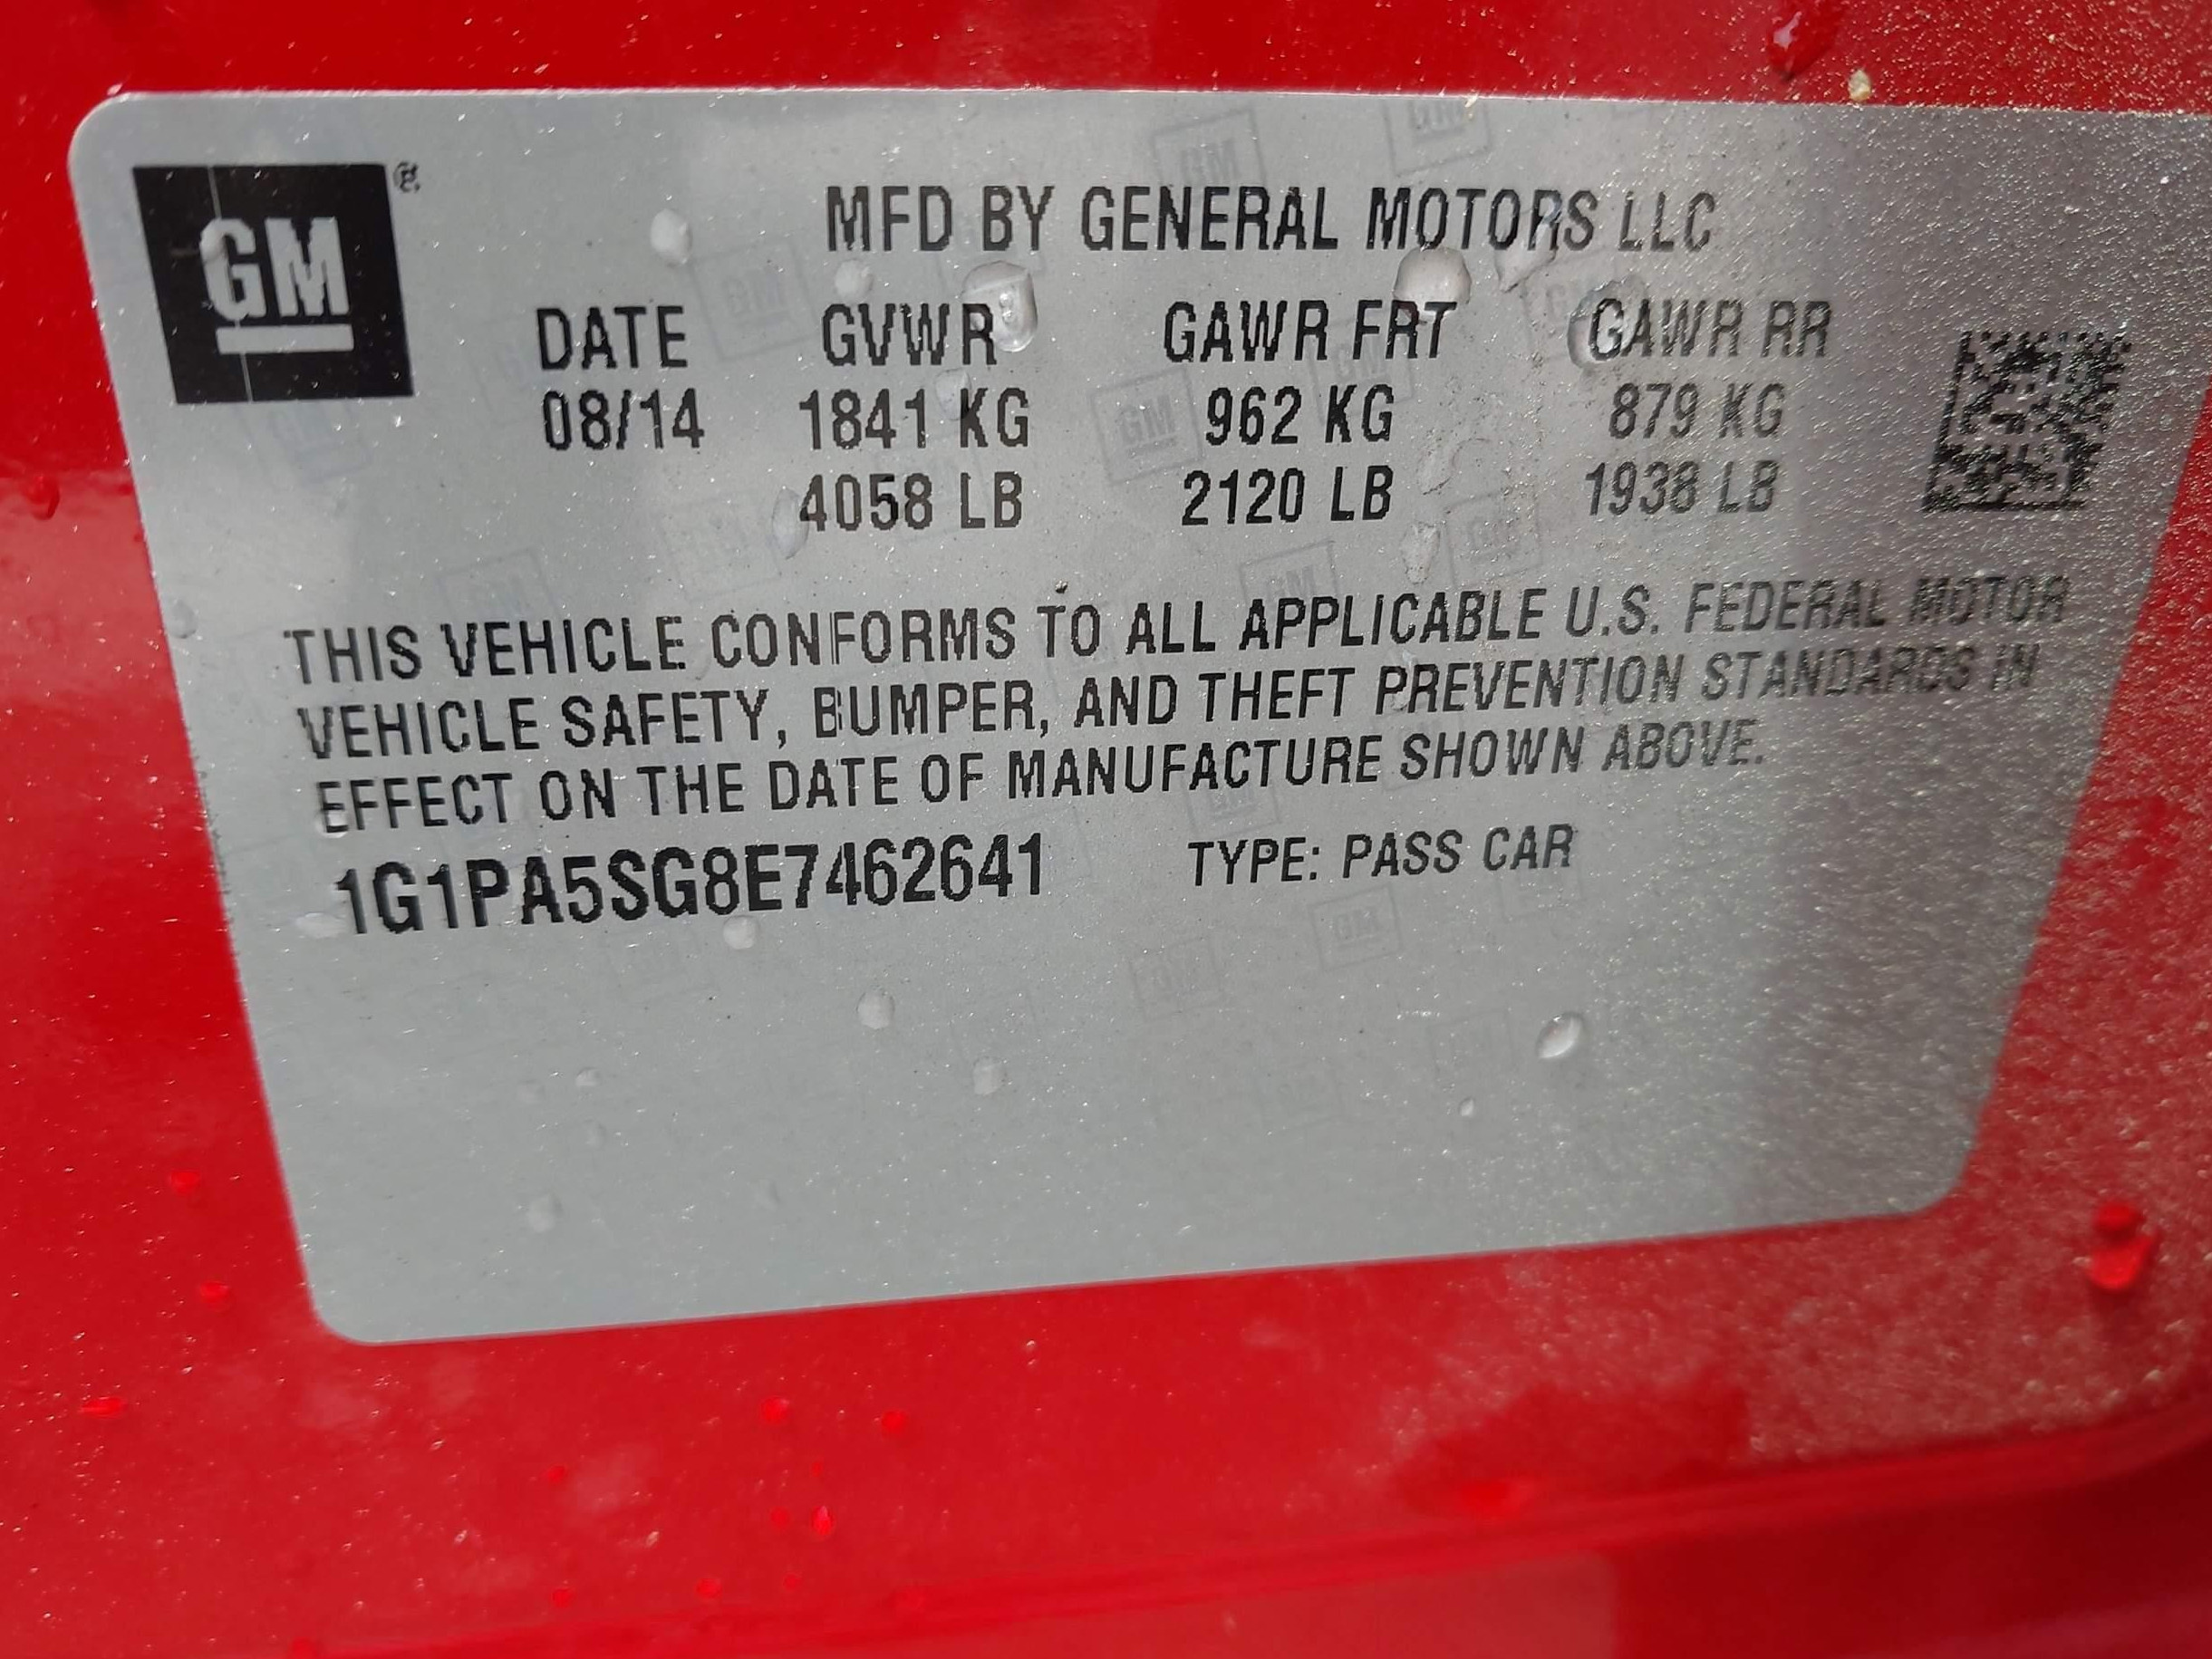 GM ®
MFD BY GENERAL MOTORS LLC
DATE GVWR GAWR FRT GAWR RR
08/14 1841 KG 962 KG 879 KG
4058 LB 2120 LB 1938 LB
THIS VEHICLE CONFORMS TO ALL APPLICABLE U.S. FEDERAL MOTOR
VEHICLE SAFETY, BUMPER, AND THEFT PREVENTION STANDARDS IN
EFFECT ON THE DATE OF MANUFACTURE SHOWN ABOVE.
1G1PA5SG8E7462641 TYPE: PASS CAR